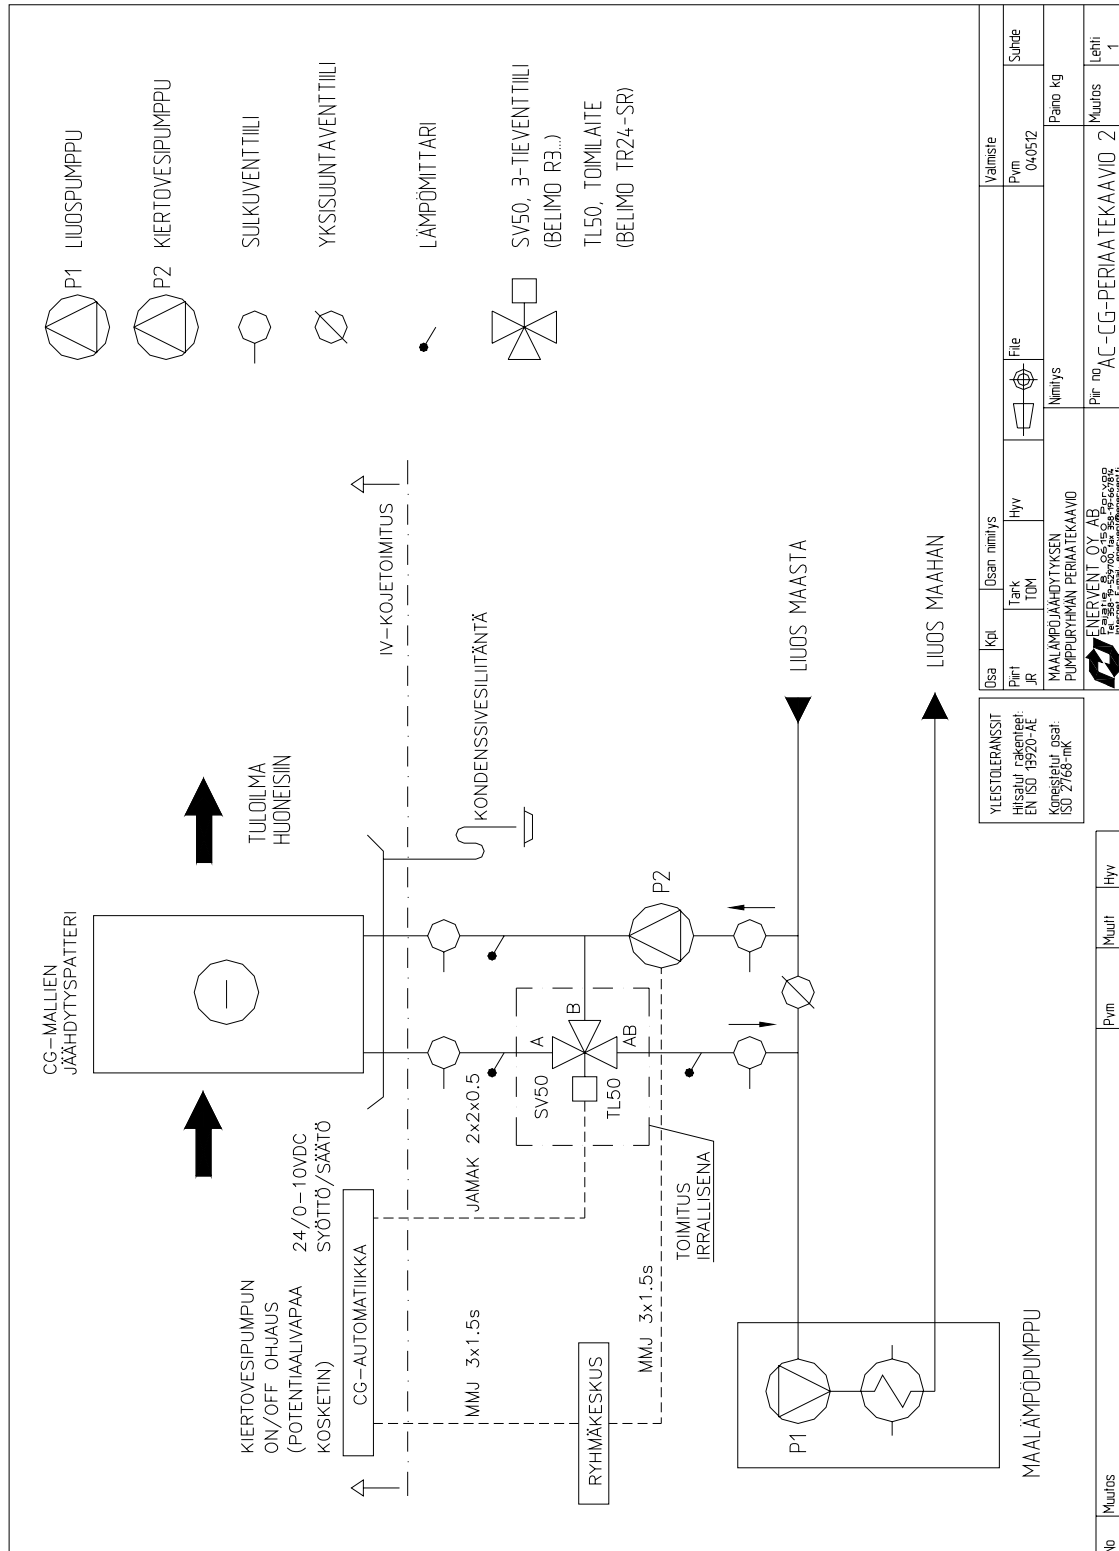 CG-MALLIEN
JÄÄHDYTYSPATTERI
TULOILMA
HUONEISIIN
KIERTOVESIPUMPUN
ON/OFF OHJAUS
(POTENTIAALIVAPAA
KOSKETIN)
24/0-10VDC
SYÖTTÖ/SÄÄTÖ
CG-AUTOMATIIKKA
IV-KOJETOIMITUS
KONDENSSIVESILIITÄNTÄ
MMJ 3x1.5s
JAMAK 2x2x0.5
SV50
A
B
AB
TL50
P2
RYHMÄKESKUS
MMJ 3x1.5s
TOIMITUS
IRRALLISENA
P1
MAALÄMPÖPUMPPU
LIUOS MAASTA
LIUOS MAAHAN
P1 LIUOSPUMPPU
P2 KIERTOVESIPUMPPU
SULKUVENTTIILI
YKSISUUNTAVENTTIILI
LÄMPÖMITTARI
SV50, 3-TIEVENTTIILI
(BELIMO R3...)
TL50, TOIMILAITE
(BELIMO TR24-SR)
YLEISTOLERANSSIT
Hitsatut rakenteet:
EN ISO 13920-AE
Koneistetut osat:
ISO 2768-mK
Osa Kpl Osan nimitys Valmiste
Piirt
JR
Tark
TOM
Hyv
File
Pvm
040512
Suhde
MAALÄMPÖJÄÄHDYTYKSEN
PUMPPURYHMÄN PERIAATEKAAVIO
Nimitys
Paino kg
ENERVENT OY AB
Piir no AC-CG-PERIAATEKAAVIO 2
Muutos
Lehti
1
No Muutos Pvm Muutt Hyv